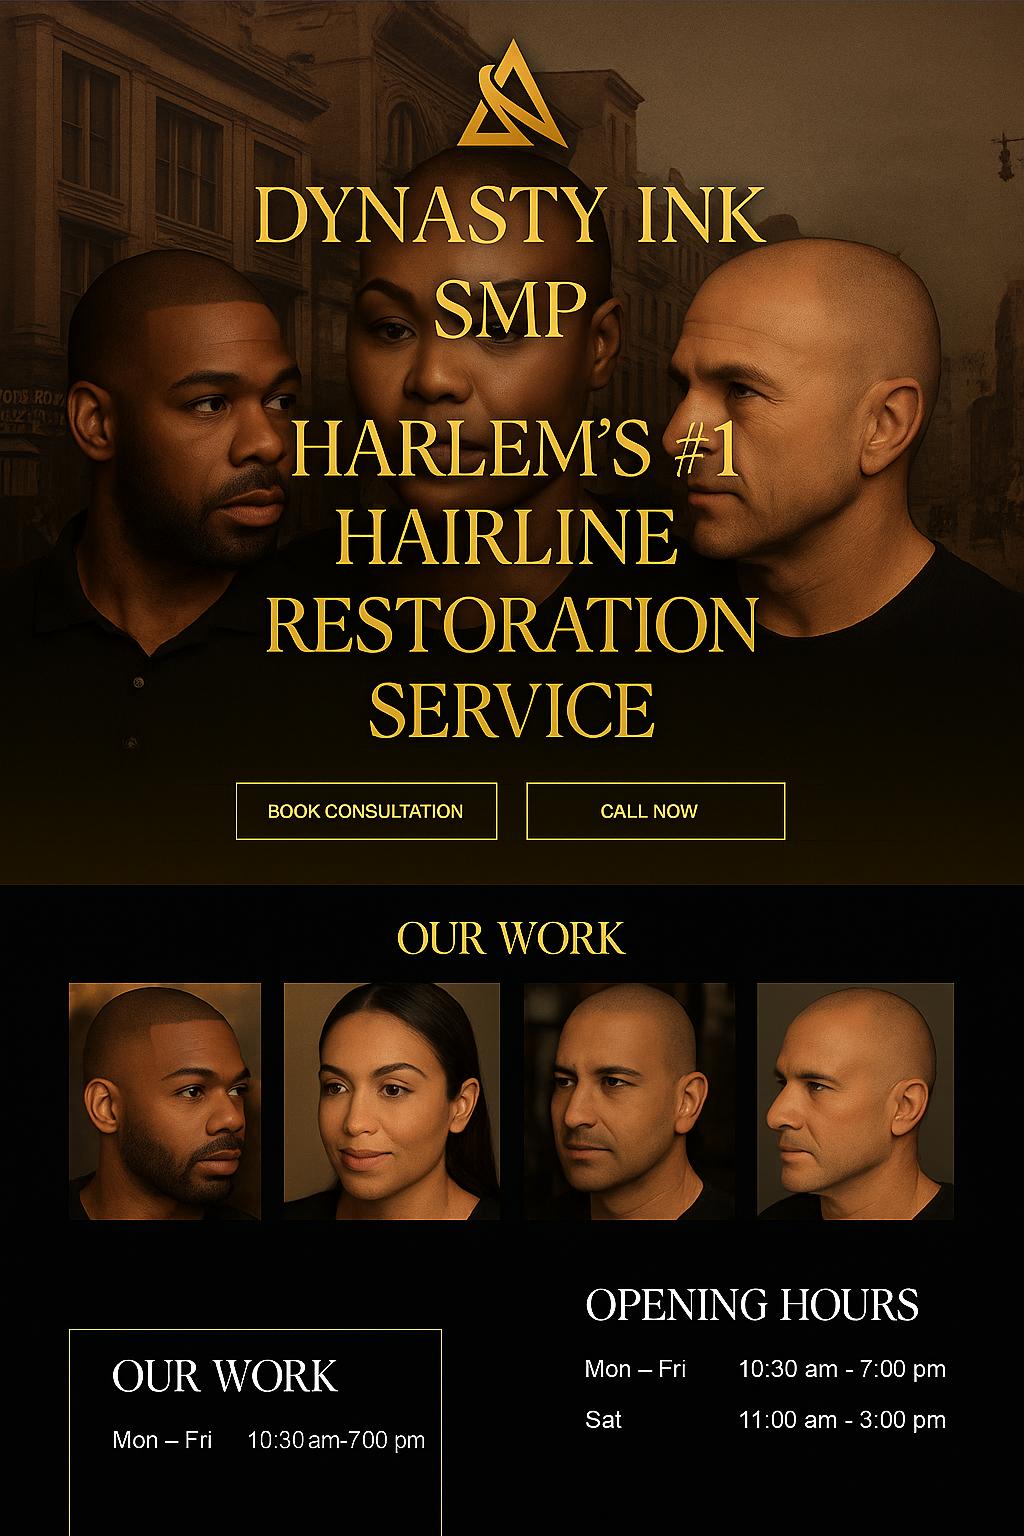 DYNASTY INK
SMP
HARLEM'S #1
HAIRLINE
RESTORATION
SERVICE
BOOK CONSULTATION
CALL NOW
OUR WORK
OUR WORK
Mon – Fri 10:30 am-700 pm
OPENING HOURS
Mon – Fri 10:30 am - 7:00 pm
Sat 11:00 am - 3:00 pm